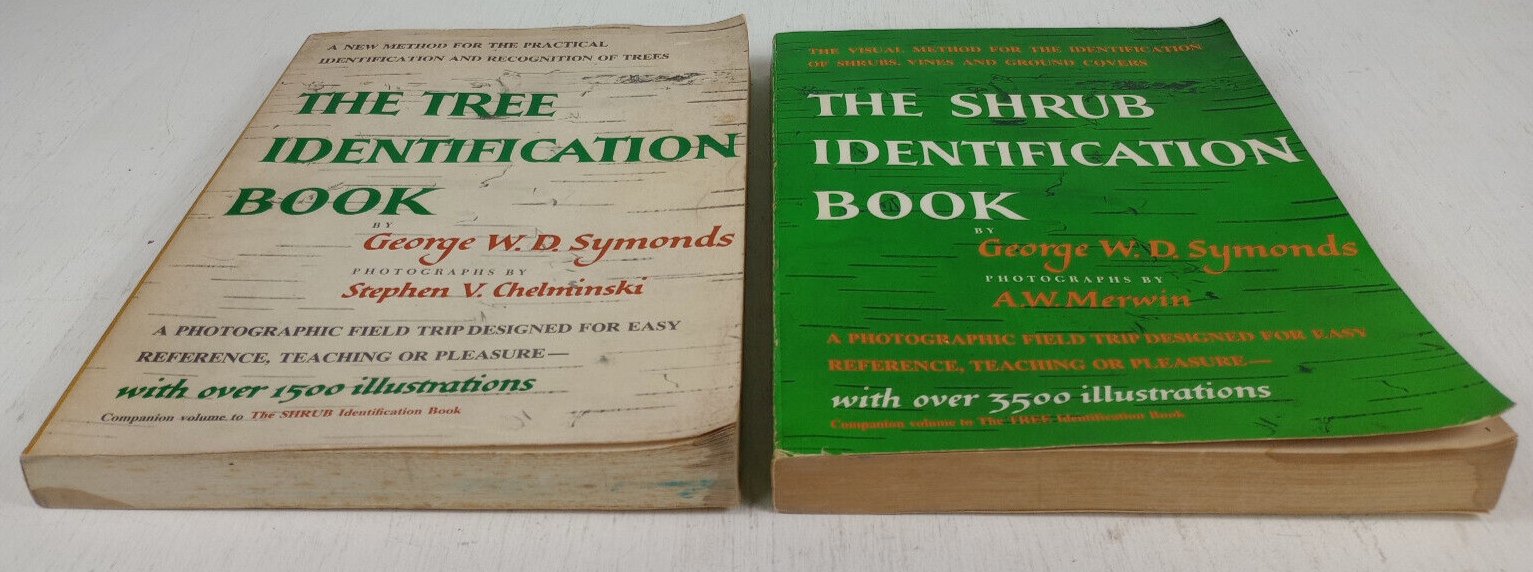 A NEW METHOD FOR THE PRACTICAL
IDENTIFICATION AND RECOGNITION OF TREES
THE TREE
IDENTIFICATION
BOOK
BY
George W. D. Symonds
PHOTOGRAPHS BY
Stephen V. Chelminski
A PHOTOGRAPHIC FIELD TRIP DESIGNED FOR EASY
REFERENCE, TEACHING OR PLEASURE—
with over 1500 illustrations
Companion volume to The SHRUB Identification Book
THE VISUAL METHOD FOR THE IDENTIFICATION
OF SHRUBS, VINES AND GROUND COVERS
THE SHRUB
IDENTIFICATION
BOOK
BY
George W. D. Symonds
PHOTOGRAPHS BY
A.W. Merwin
A PHOTOGRAPHIC FIELD TRIP DESIGNED FOR EASY
REFERENCE, TEACHING OR PLEASURE—
with over 3500 illustrations
Companion volume to The TREE Identification Book